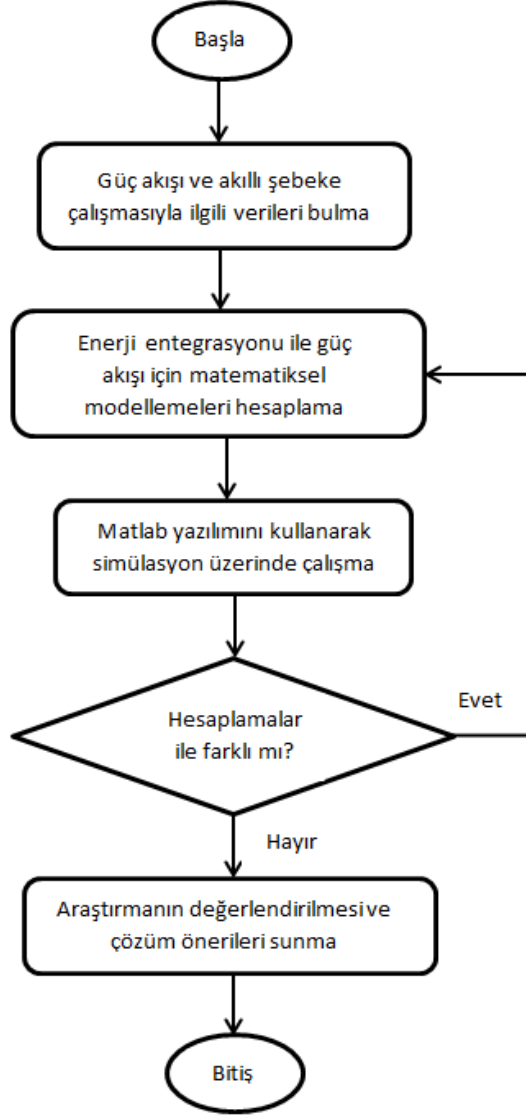 Başla
Güç akışı ve akıllı şebeke
çalışmasıyla ilgili verileri bulma
Enerji entegrasyonu ile güç
akışı için matematiksel
modellemeleri hesaplama
Matlab yazılımını kullanarak
simülasyon üzerinde çalışma
Hesaplamalar
ile farklı mı?
Evet
Hayır
Araştırmanın değerlendirilmesi ve
çözüm önerileri sunma
Bitiş